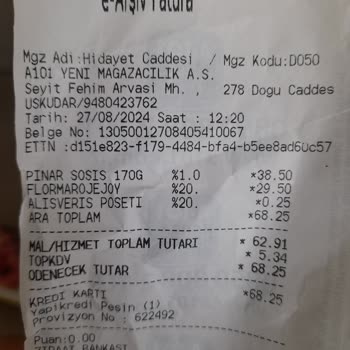 e-Arşiv Fatura
Mgz Adi:Hidayet Caddesi / Mgz Kodu:D050
A101 YENI MAGAZACILIK A.S.
Seyit Fehim Arvasi Mh. , 278 Dogu Caddes
USKUDAR/9480423762
Tarih: 27/08/2024 Saat : 12:20
Belge No: 13050012708405410067
ETTN :d151e823-f179-4484-bfa4-b5ee8ad60c57
PINAR SOSIS 170G %1.0 *38.50
FLORMAROJEJOY %20. *29.50
ALISVERIS POSETI %20. *0.25
ARA TOPLAM *68.25
MAL/HIZMET TOPLAM TUTARI * 62.91
TOPKDV * 5.34
ODENECEK TUTAR * 68.25
KREDI KARTI *68.25
Yapikredi Pesin (1)
Provizyon No : 622492
Puan:0.00
ZIRAAT BANKASI